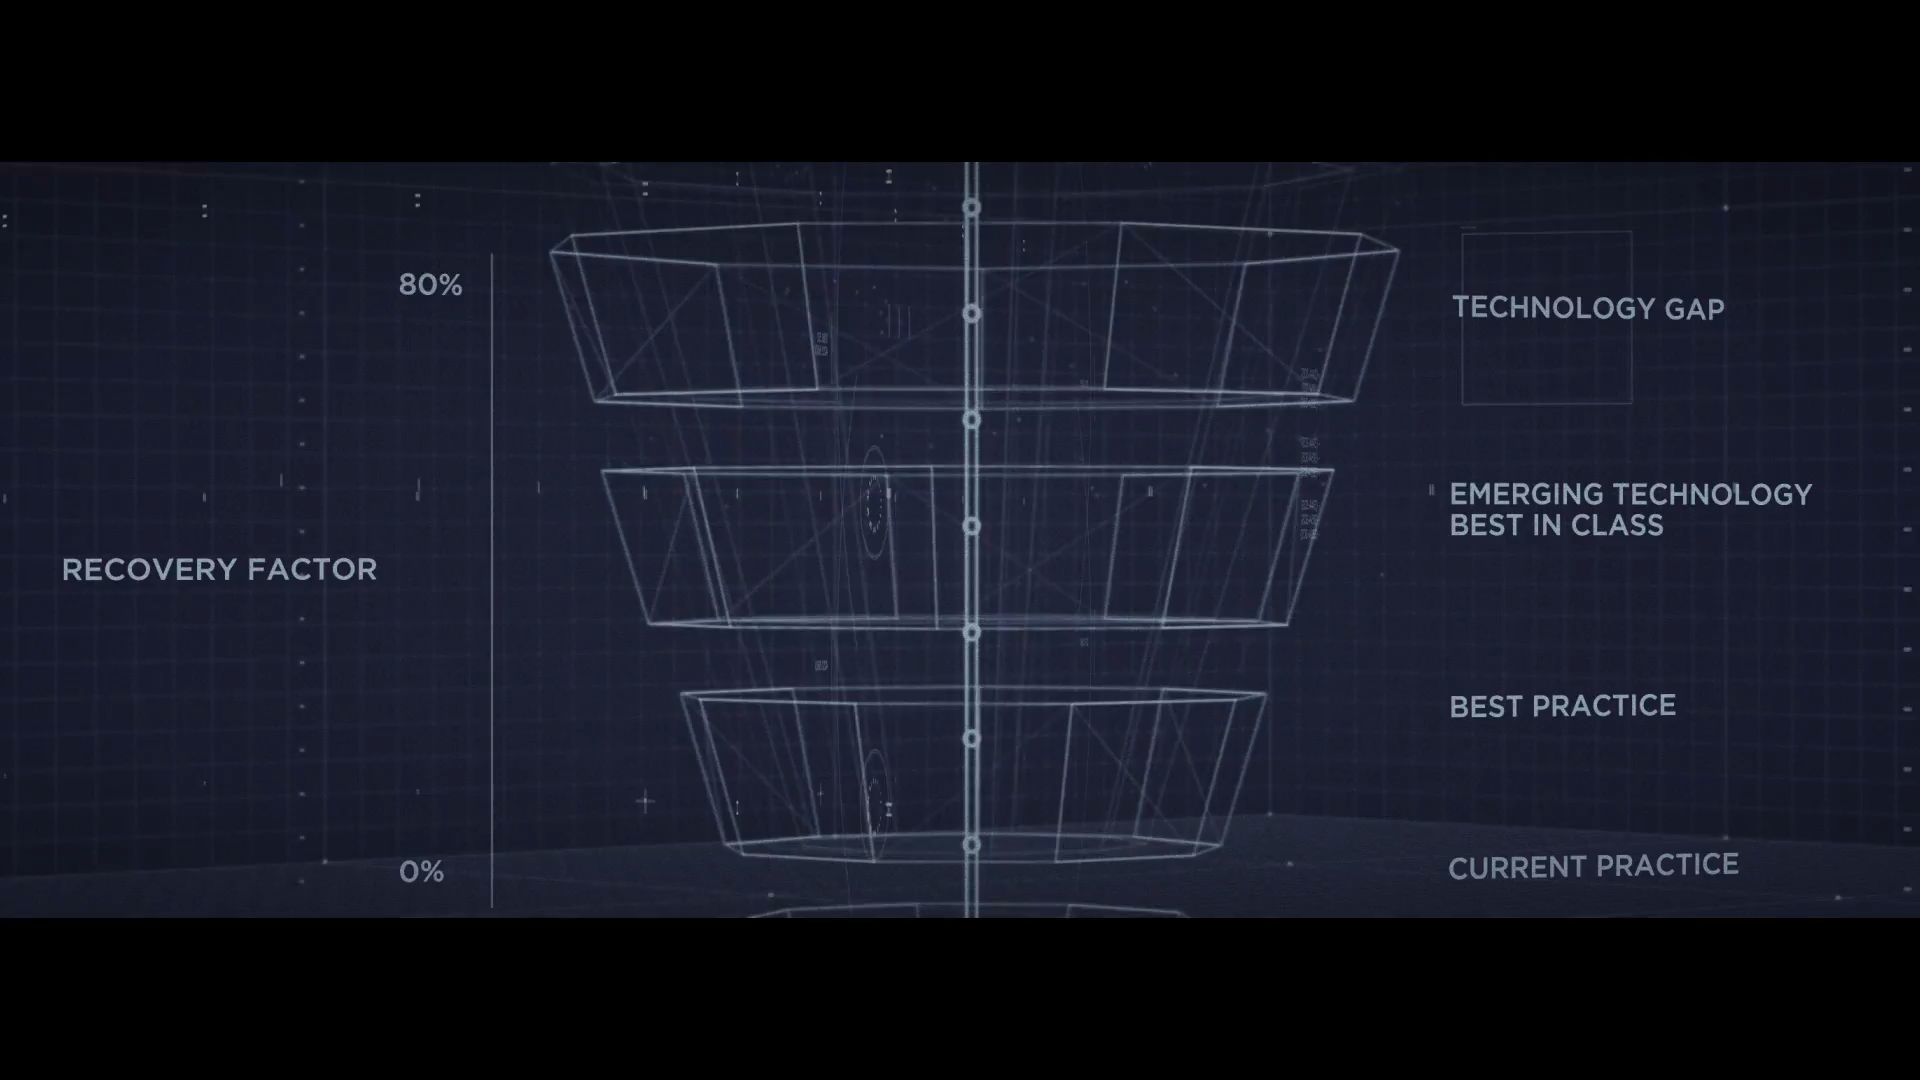 80%
TECHNOLOGY GAP
EMERGING TECHNOLOGY
BEST IN CLASS
RECOVERY FACTOR
BEST PRACTICE
0%
CURRENT PRACTICE